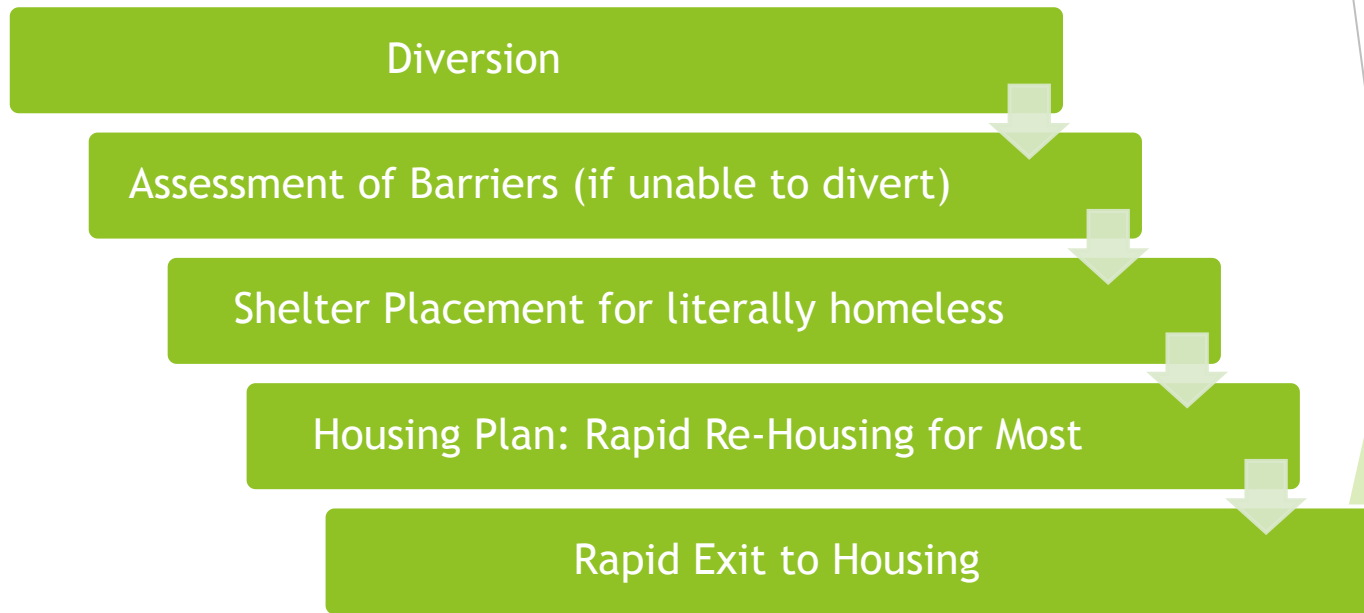 Diversion
Assessment of Barriers (if unable to divert)
Shelter Placement for literally homeless
Housing Plan: Rapid Re-Housing for Most
Rapid Exit to Housing